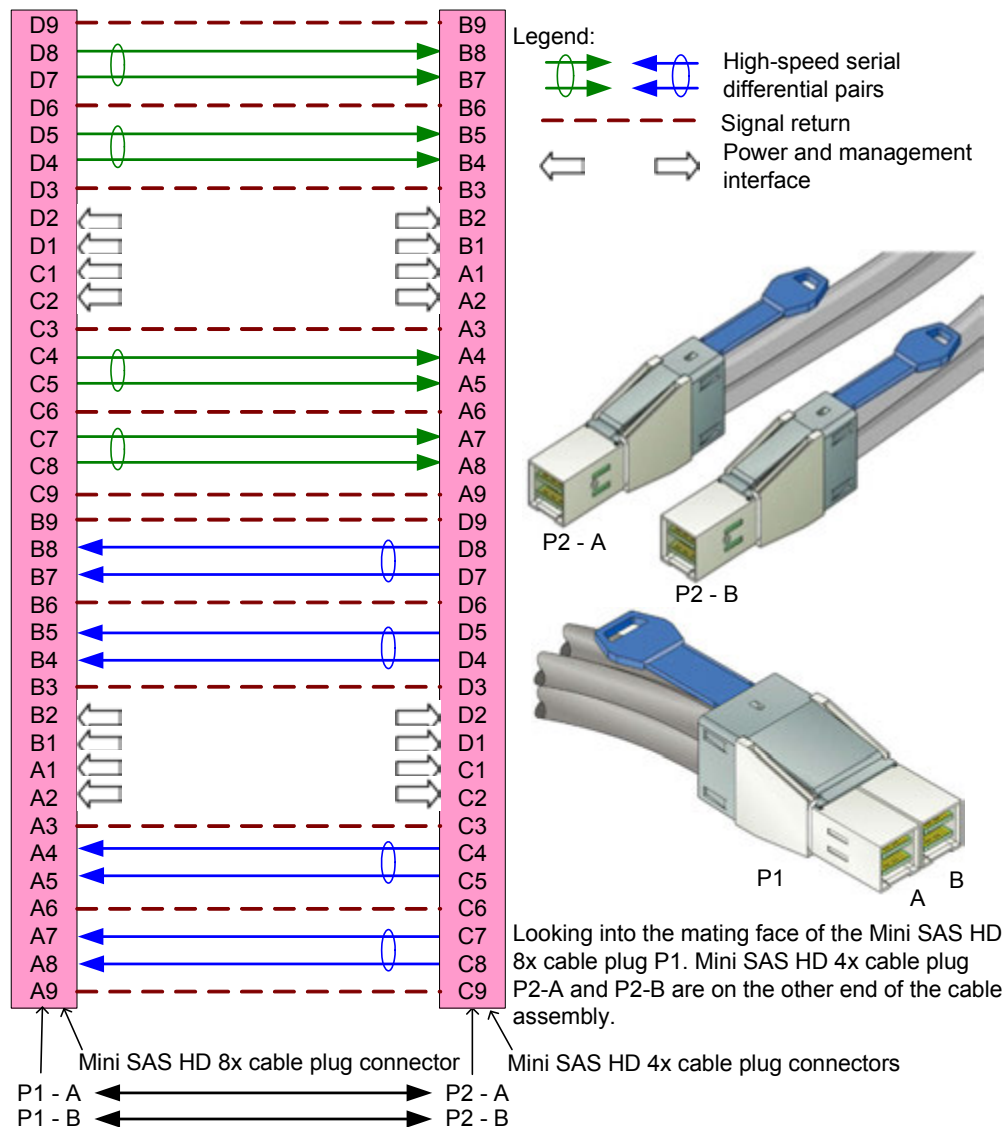 D9 B9
D8 B8
D7 B7
D6 B6
D5 B5
D4 B4
D3 B3
D2 B2
D1 B1
C1 A1
C2 A2
C3 A3
C4 A4
C5 A5
C6 A6
C7 A7
C8 A8
C9 A9
B9 D9
B8 D8
B7 D7
B6 D6
B5 D5
B4 D4
B3 D3
B2 D2
B1 D1
A1 C1
A2 C2
A3 C3
A4 C4
A5 C5
A6 C6
A7 C7
A8 C8
A9 C9
Mini SAS HD 8x cable plug connector
Mini SAS HD 4x cable plug connectors
P1 - A P2 - A
P1 - B P2 - B
Legend:
High-speed serial
differential pairs
Signal return
Power and management
interface
P2 - A
P2 - B
P1
A
B
Looking into the mating face of the Mini SAS HD
8x cable plug P1. Mini SAS HD 4x cable plug
P2-A and P2-B are on the other end of the cable
assembly.